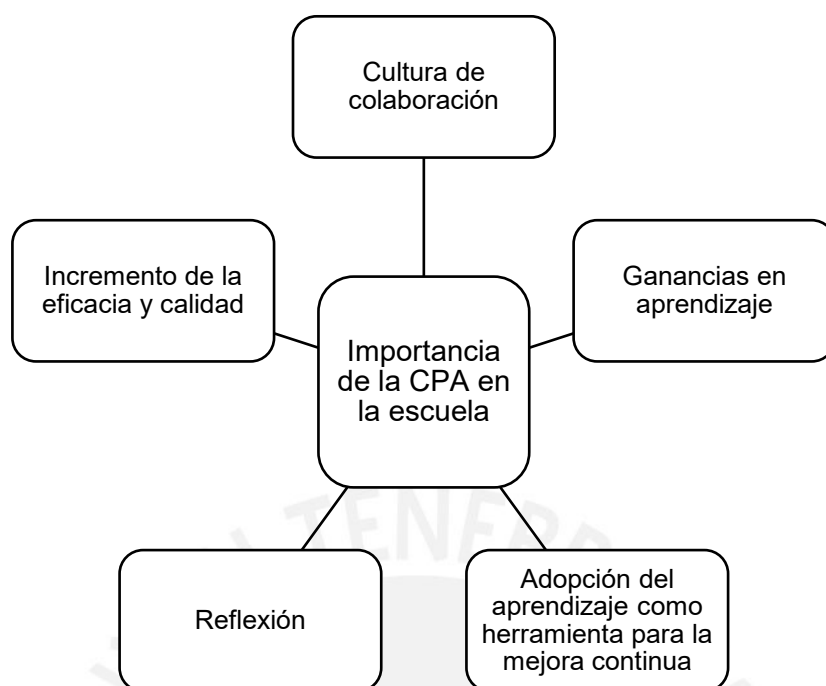 Cultura de
colaboración
Incremento de la
eficacia y calidad
Ganancias en
aprendizaje
Importancia
de la CPA en
la escuela
Reflexión
Adopción del
aprendizaje como
herramienta para la
mejora continua
TENEBR